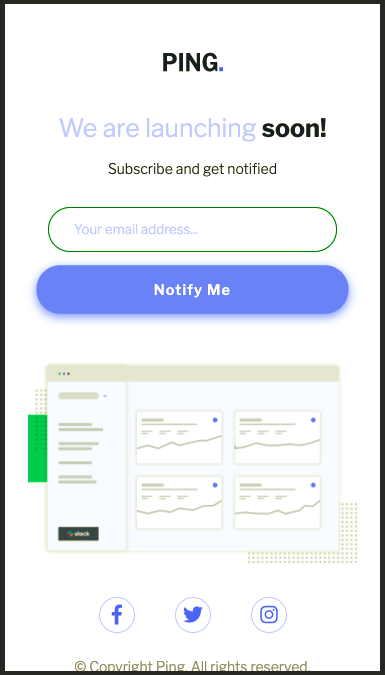 PING.
We are launching soon!
Subscribe and get notified
Your email address...
Notify Me
slack
© Copyright Ping. All rights reserved.